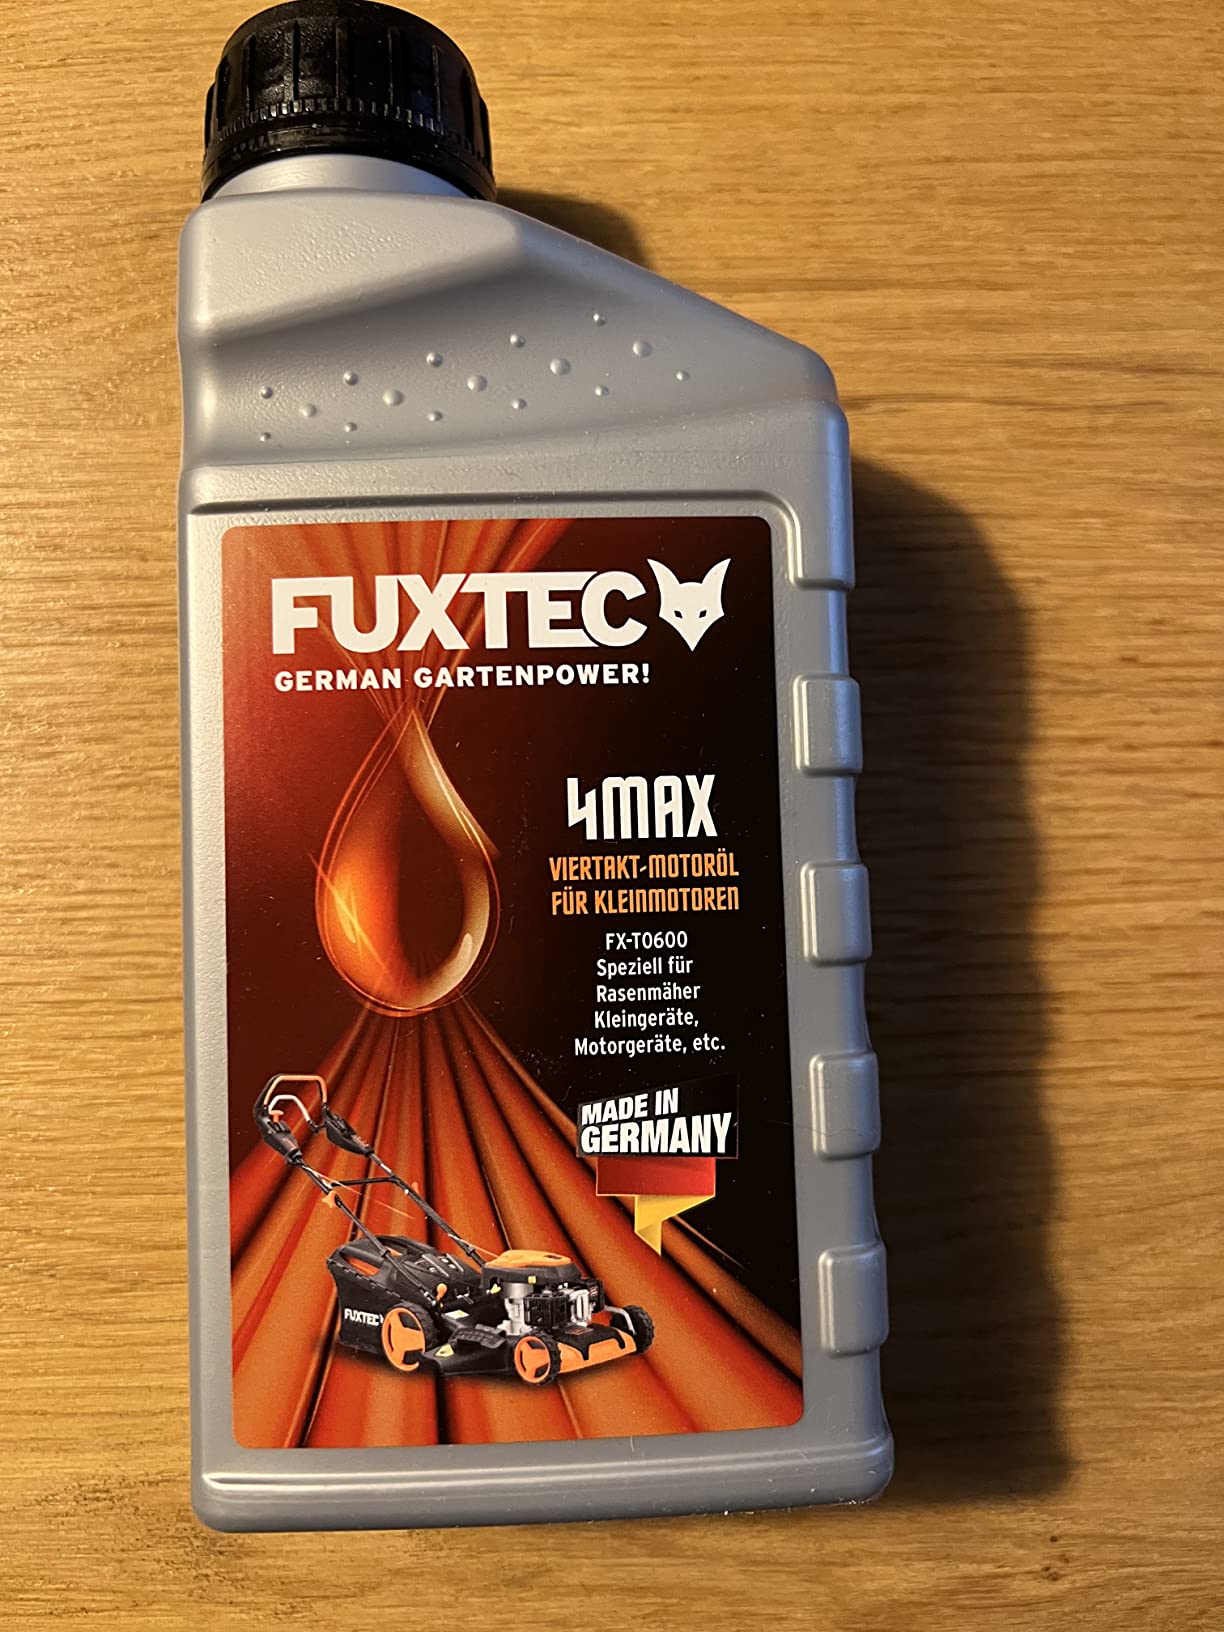 FUXTEC
GERMAN GARTENPOWER!
4MAX
VIERTAKT-MOTORÖL
FÜR KLEINMOTOREN
FX-TO600
Speziell für
Rasenmäher
Kleingeräte,
Motorgeräte, etc.
MADE IN
GERMANY
FUXTEC